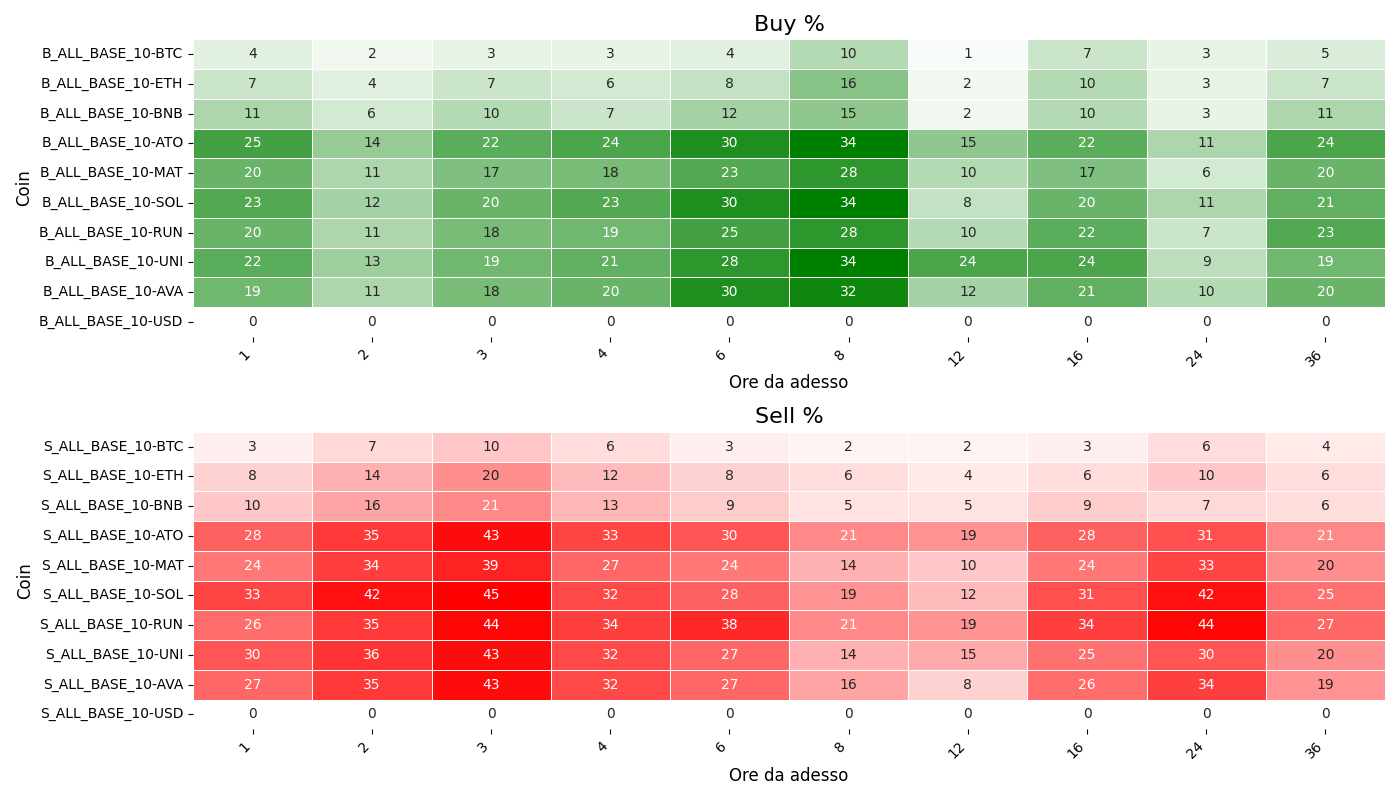 Buy %
Coin
B_ALL_BASE_10-BTC 4 2 3 3 4 10 1 7 3 5
B_ALL_BASE_10-ETH 7 4 7 6 8 16 2 10 3 7
B_ALL_BASE_10-BNB 11 6 10 7 12 15 2 10 3 11
B_ALL_BASE_10-ATO 25 14 22 24 30 34 15 22 11 24
B_ALL_BASE_10-MAT 20 11 17 18 23 28 10 17 6 20
B_ALL_BASE_10-SOL 23 12 20 23 30 34 8 20 11 21
B_ALL_BASE_10-RUN 20 11 18 19 25 28 10 22 7 23
B_ALL_BASE_10-UNI 22 13 19 21 28 34 24 24 9 19
B_ALL_BASE_10-AVA 19 11 18 20 30 32 12 21 10 20
B_ALL_BASE_10-USD 0 0 0 0 0 0 0 0 0 0
1 2 3 4 6 8 12 16 24 36
Ore da adesso
Sell %
Coin
S_ALL_BASE_10-BTC 3 7 10 6 3 2 2 3 6 4
S_ALL_BASE_10-ETH 8 14 20 12 8 6 4 6 10 6
S_ALL_BASE_10-BNB 10 16 21 13 9 5 5 9 7 6
S_ALL_BASE_10-ATO 28 35 43 33 30 21 19 28 31 21
S_ALL_BASE_10-MAT 24 34 39 27 24 14 10 24 33 20
S_ALL_BASE_10-SOL 33 42 45 32 28 19 12 31 42 25
S_ALL_BASE_10-RUN 26 35 44 34 38 21 19 34 44 27
S_ALL_BASE_10-UNI 30 36 43 32 27 14 15 25 30 20
S_ALL_BASE_10-AVA 27 35 43 32 27 16 8 26 34 19
S_ALL_BASE_10-USD 0 0 0 0 0 0 0 0 0 0
1 2 3 4 6 8 12 16 24 36
Ore da adesso